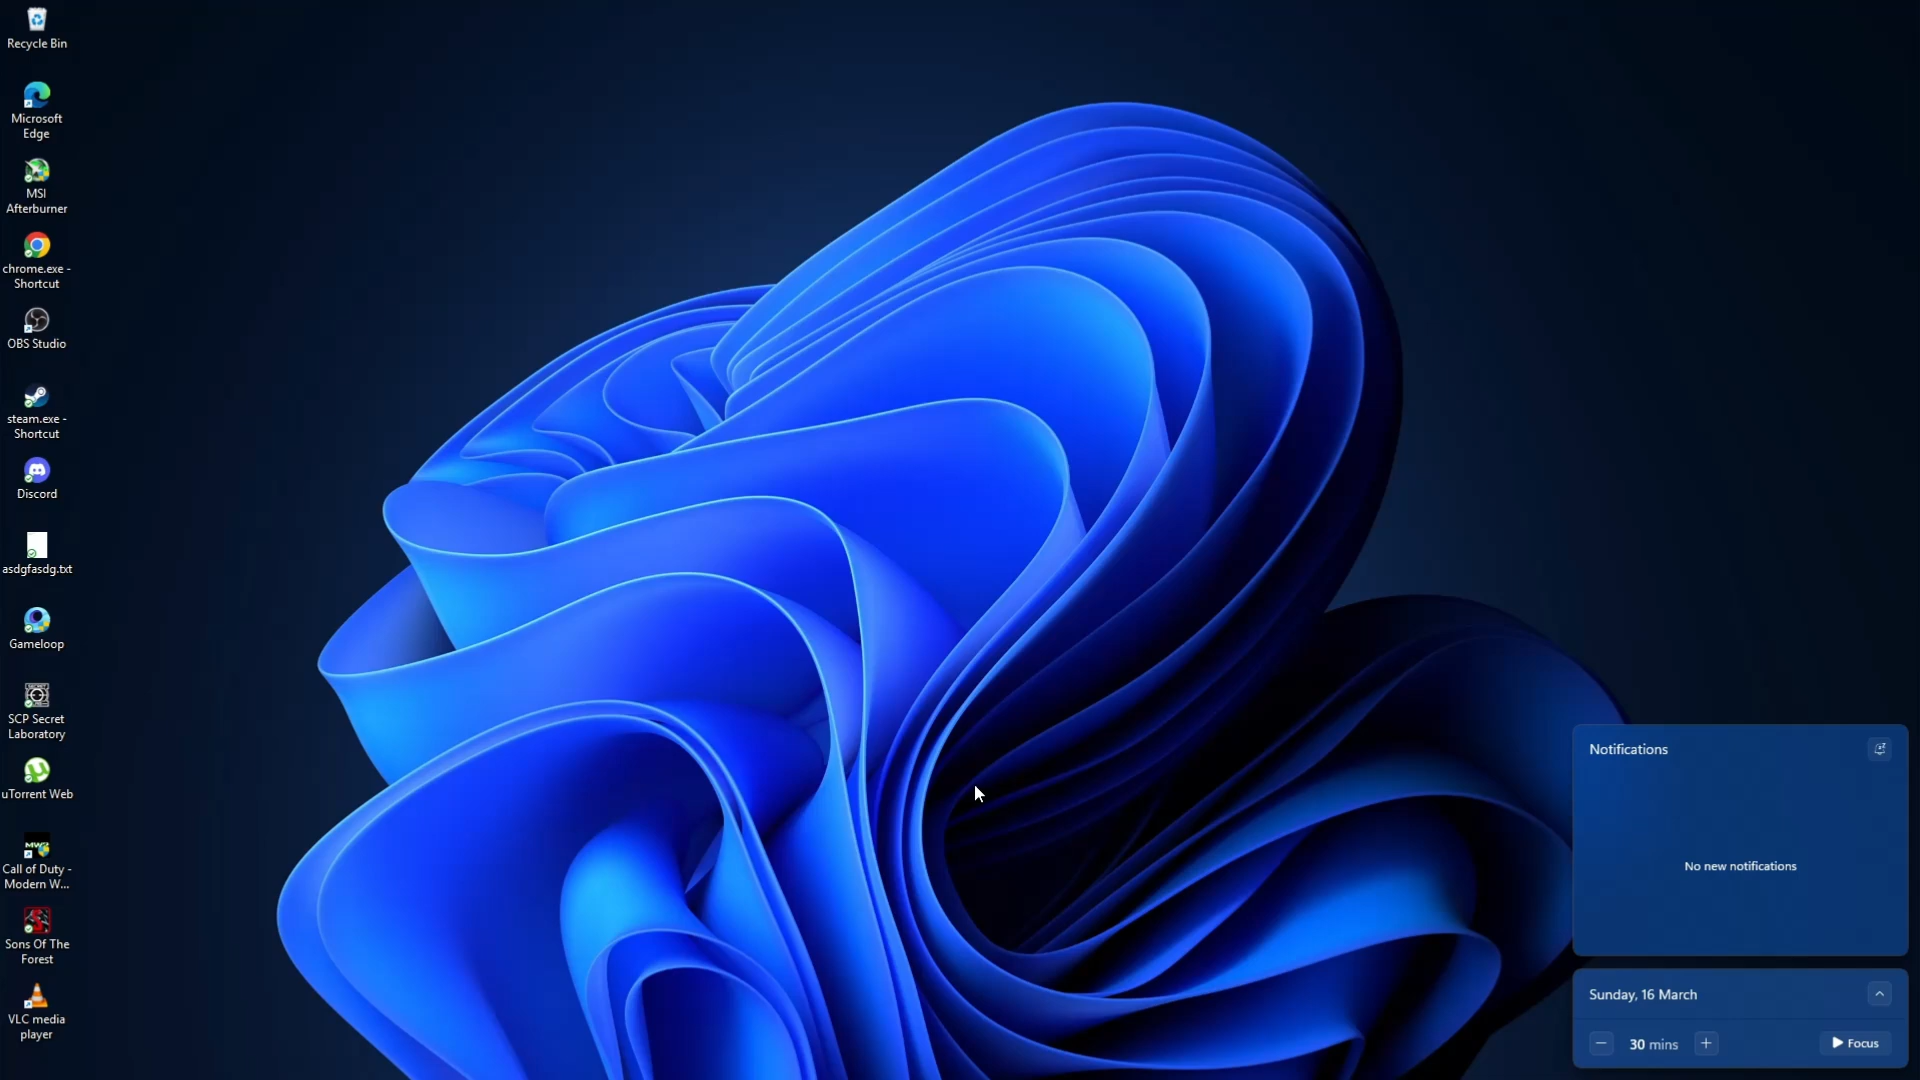 Recycle Bin
Microsoft
Edge
MSI
Afterburner
chrome.exe -
Shortcut
OBS Studio
steam.exe -
Shortcut
Discord
asdgfasdg.txt
Gameloop
SCP Secret
Laboratory
uTorrent Web
Call of Duty -
Modern W...
Sons Of The
Forest
VLC media
player
Notifications
No new notifications
Sunday, 16 March
30 mins
Focus